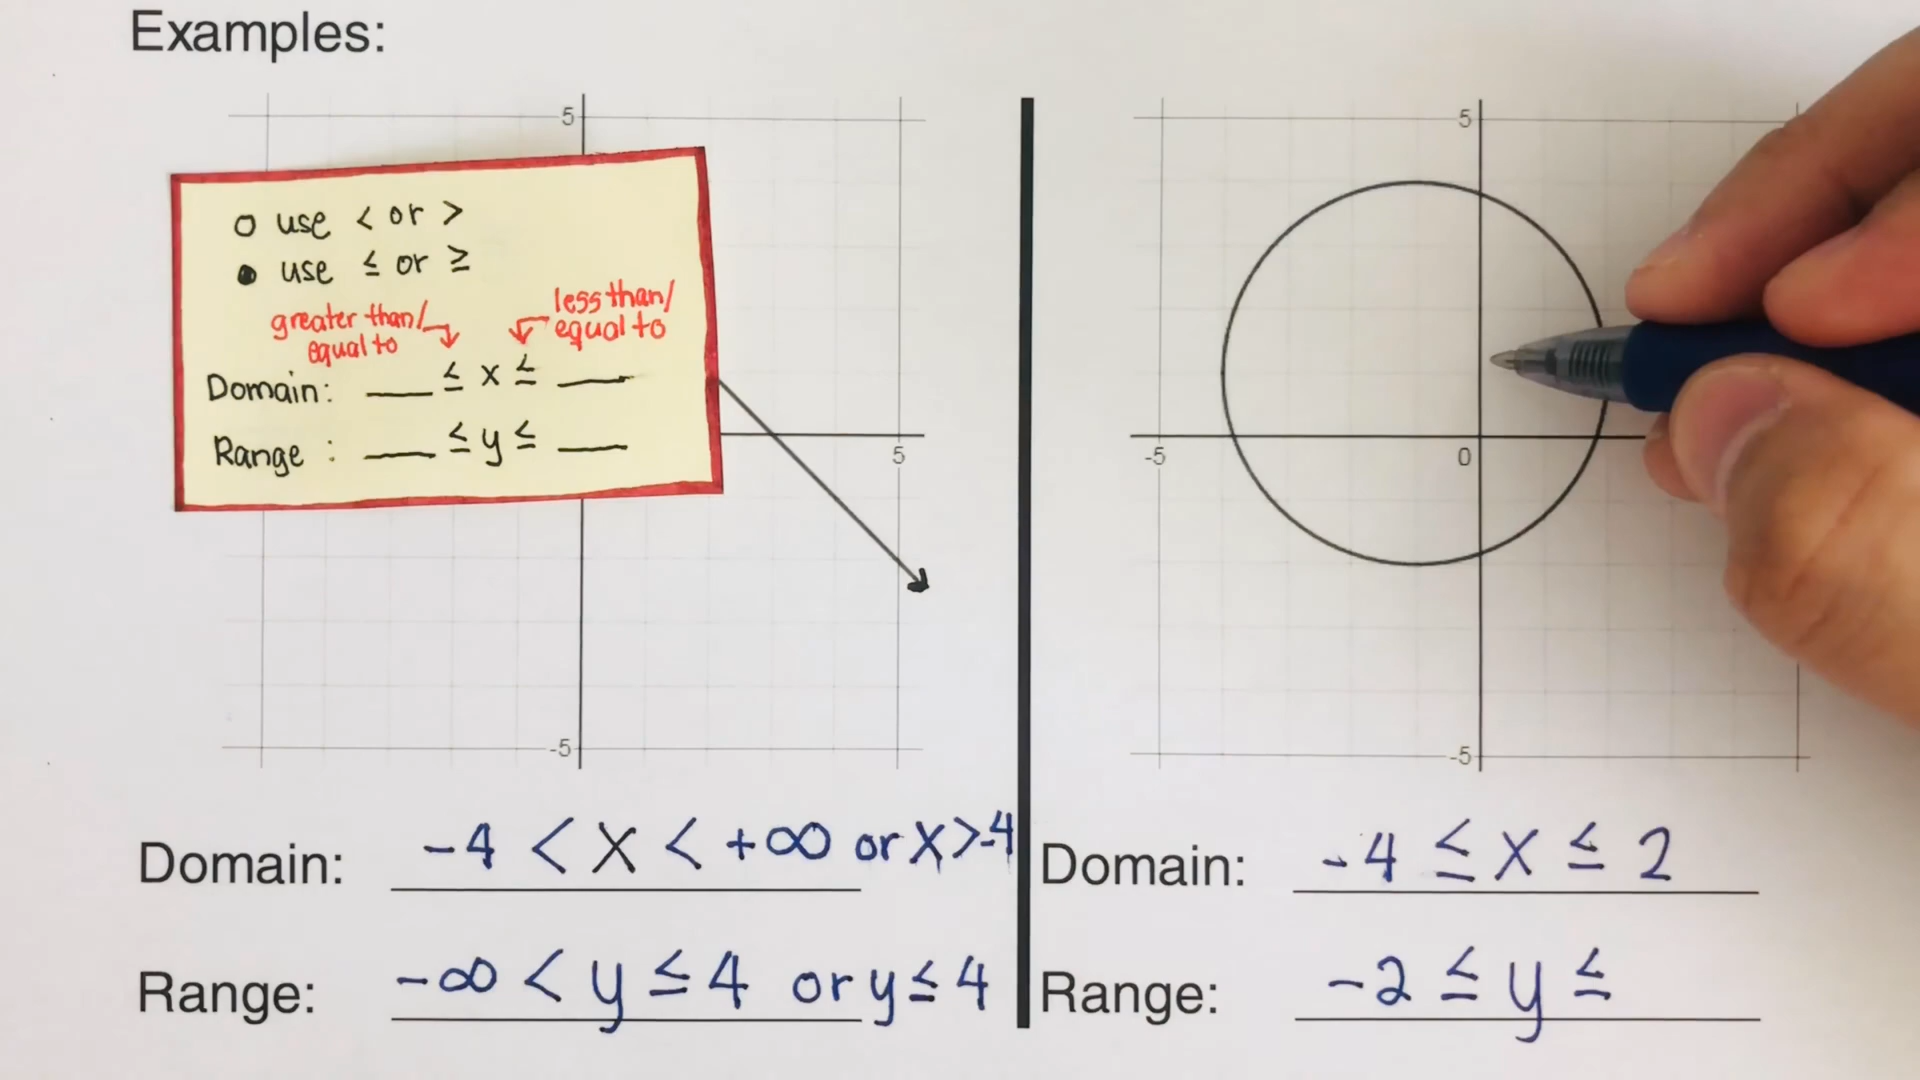 Examples:
5
○ use < or >
● use ≤ or ≥
greater than/
equal to
less than/
equal to
Domain: ___ ≤ x ≤ ___
Range : ___ ≤ y ≤ ___
5
-5
Domain: -4 < x < +∞ or x>-4
Range: -∞ < y ≤ 4 or y ≤ 4
5
-5
0
-5
Domain: -4 ≤ x ≤ 2
Range: -2 ≤ y ≤